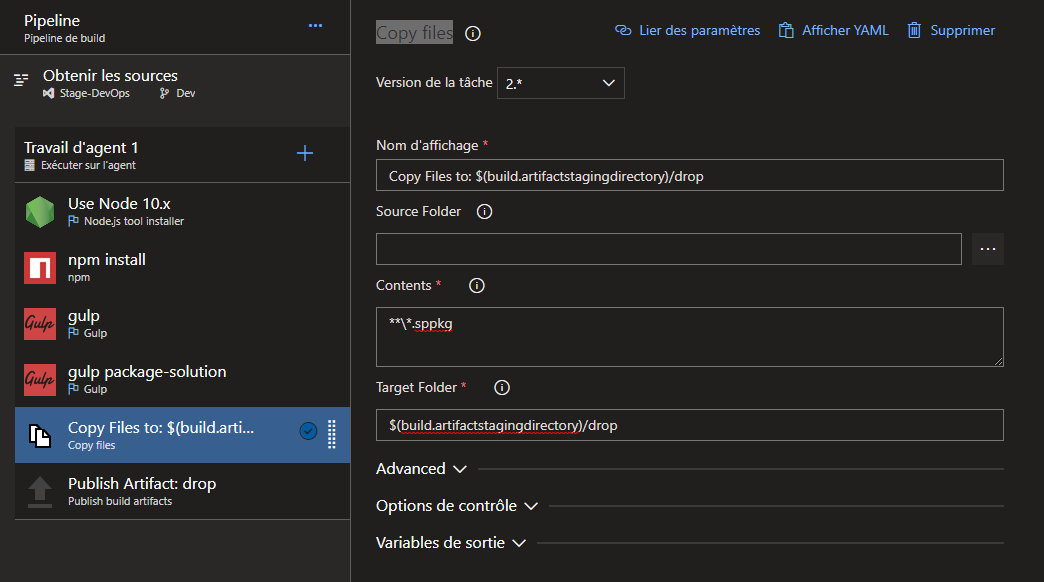 Pipeline
Pipeline de build
...
Obtenir les sources
Stage-DevOps Dev
Travail d'agent 1
Exécuter sur l'agent
Use Node 10.x
Node.js tool installer
npm install
npm
Gulp
gulp
Gulp
Gulp
gulp package-solution
Gulp
Copy Files to: $(build.arti...
Copy files
Publish Artifact: drop
Publish build artifacts
Copy files
Lier des paramètres Afficher YAML Supprimer
Version de la tâche 2.*
Nom d'affichage *
Copy Files to: $(build.artifactstagingdirectory)/drop
Source Folder
...
Contents *
**\*.sppkg
Target Folder *
$(build.artifactstagingdirectory)/drop
Advanced
Options de contrôle
Variables de sortie